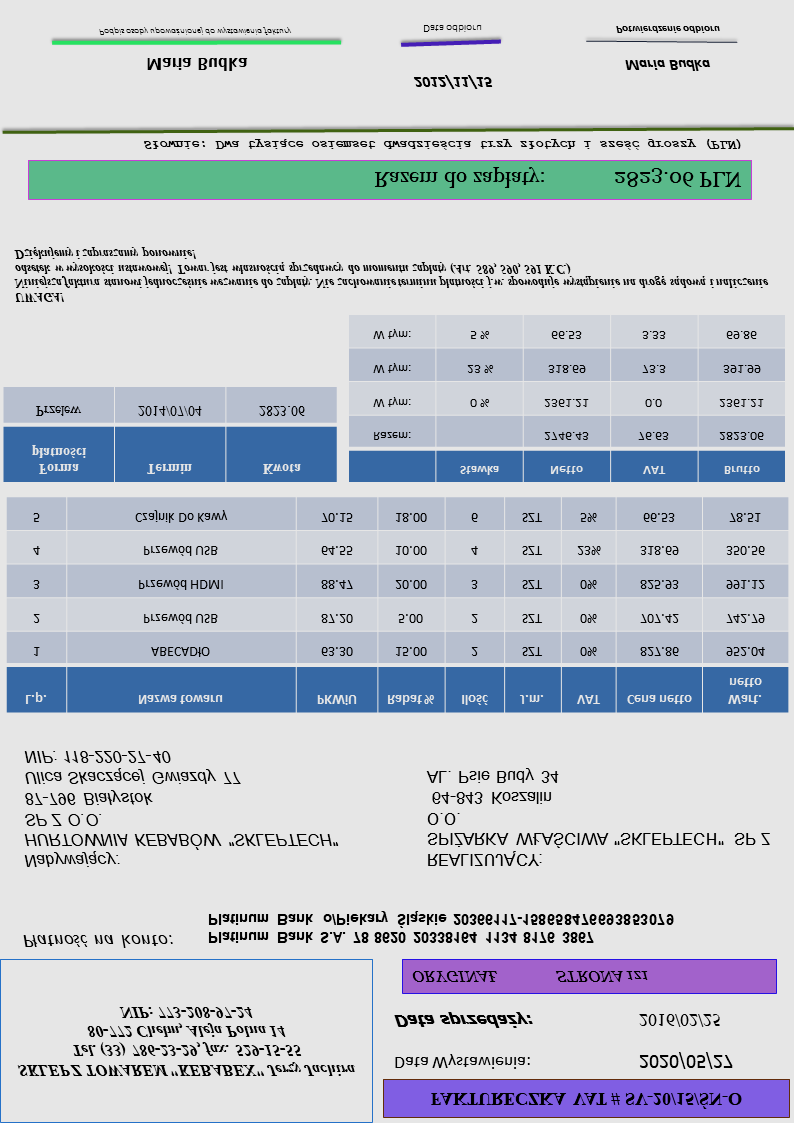 FAKTURECZKA VAT # SV-20/15/ŚN-O
SKLEP Z TOWAREM "KEBABEX" Jerzy Jachira
Tel. (33) 786-23-29, fax. 529-15-55
80-772 Chełm, Aleja Polna 14
NIP: 773-208-97-24
Data Wystawienia: 2020/05/27
Data sprzedaży: 2016/02/25
ORYGINAŁ STRONA 1z1
Płatność na konto:
Platinum Bank S.A. 78 8620 20338164 1134 8176 3867
Platinum Bank o/Piekary Śląskie 20366117-158658476693853079
Nabywający:
HURTOWNIA KEBABÓW "SKLEPTECH"
SP Z O.O.
87-796 Białystok
Ulica Skaczącej Gwiazdy 77
NIP: 118-220-27-40
REALIZUJĄCY:
SPIŻARKA WŁAŚCIWA "SKLEPTECH" SP Z
O.O.
64-843 Koszalin
AL. Psie Budy 34
L.p. Nazwa towaru PKWiU Rabat% Ilość J.m. VAT Cena netto Wart. netto
1 ABECADŁO 63.30 15.00 2 SZT 0% 827.86 952.04
2 Przewód USB 87.20 5.00 2 SZT 0% 707.42 742.79
3 Przewód HDMI 88.47 20.00 3 SZT 0% 825.93 991.12
4 Przewód USB 64.55 10.00 4 SZT 23% 318.69 350.56
5 Czajnik Do Kawy 70.15 18.00 6 SZT 5% 66.53 78.51
Forma płatności Termin Kwota
Przelew 2014/07/04 2823.06
Stawka Netto VAT Brutto
Razem: 2746.43 76.63 2823.06
W tym: 0 % 2361.21 0.0 2361.21
W tym: 23 % 318.69 73.3 391.99
W tym: 5 % 66.53 3.33 69.86
UWAGA!
Niniejsza faktura stanowi jednocześnie wezwanie do zapłaty. Nie zachowanie terminu płatności j.w. spowoduje wystąpienie na drogę sądową i naliczenie
odsetek w wysokości ustawowej! Towar jest własnością sprzedawcy do momentu zapłaty (Art. 589, 590, 591 K.C.)
Dziękujemy i zapraszamy ponownie!
Razem do zapłaty: 2823.06 PLN
Słownie: Dwa tysiące osiemset dwadzieścia trzy złotych i sześć groszy (PLN)
Maria Budka
2012/11/15
Maria Budka
Podpis osoby upoważnionej do wystawienia faktury
Data odbioru
Potwierdzenie odbioru